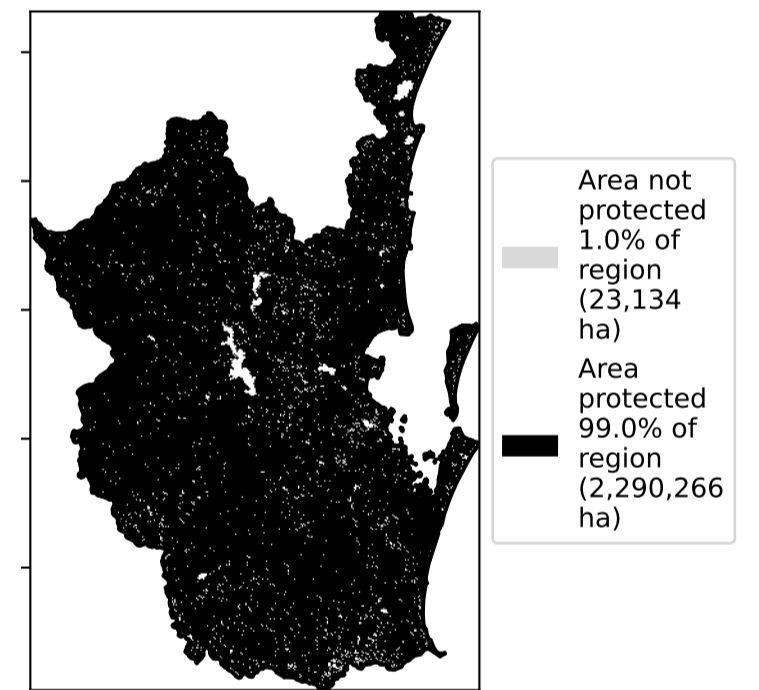 Area not
protected
1.0% of
region
(23,134
ha)
Area
protected
99.0% of
region
(2,290,266
ha)